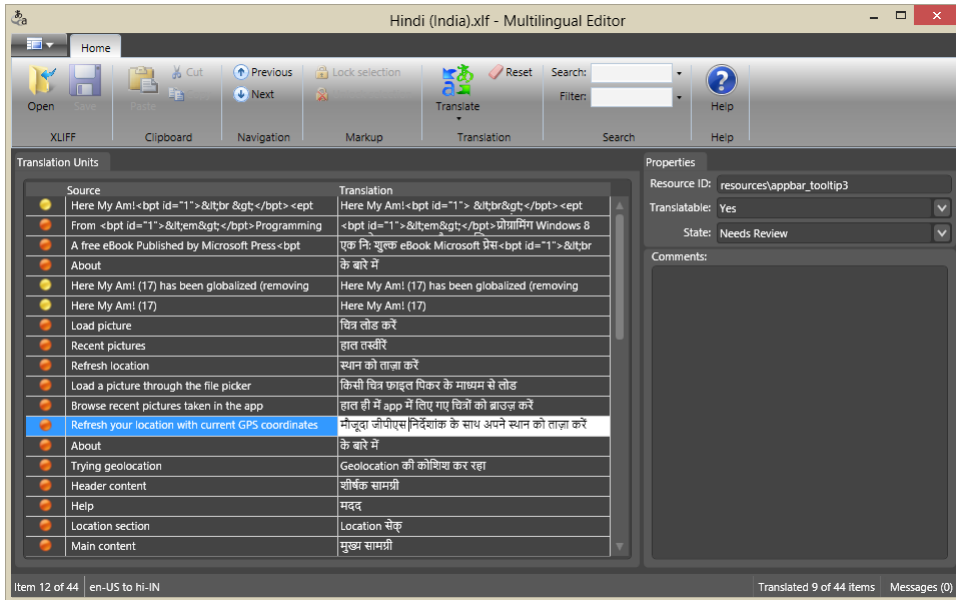 Hindi (India).xlf - Multilingual Editor
Home
Open
Save
XLIFF
Paste
Cut
Clipboard
Previous
Next
Navigation
Lock selection
Markup
Translate
Reset
Translation
Search:
Filter:
Search
Help
Help
Translation Units
Source Translation
Here My Am!<bpt id="1">&lt;br&gt;</bpt> <ept Here My Am!<bpt id="1"> &lt;br&gt;</bpt> <ept
From <bpt id="1">&lt;em&gt;</bpt>Programming <bpt id="1">&lt;em&gt;</bpt>प्रोग्रामिंग Windows 8
A free eBook Published by Microsoft Press<bpt एक नि: शुल्क eBook Microsoft प्रेस<bpt id="1">&lt;br
About के बारे में
Here My Am! (17) has been globalized (removing Here My Am! (17) has been globalized (removing
Here My Am! (17) Here My Am! (17)
Load picture चित्र लोड करें
Recent pictures हाल तस्वीरें
Refresh location स्थान को ताज़ा करें
Load a picture through the file picker किसी चित्र फ़ाइल पिकर के माध्यम से लोड
Browse recent pictures taken in the app हाल ही में app में लिए गए चित्रों को ब्राउज़ करें
Refresh your location with current GPS coordinates मौजूदा जीपीएस निर्देशांक के साथ अपने स्थान को ताज़ा करें
About के बारे में
Trying geolocation Geolocation की कोशिश कर रहा
Header content शीर्षक सामग्री
Help मदद
Location section Location सेक्
Main content मुख्य सामग्री
Properties
Resource ID: resources\appbar_tooltip3
Translatable: Yes
State: Needs Review
Comments:
Item 12 of 44 en-US to hi-IN Translated 9 of 44 items Messages (0)